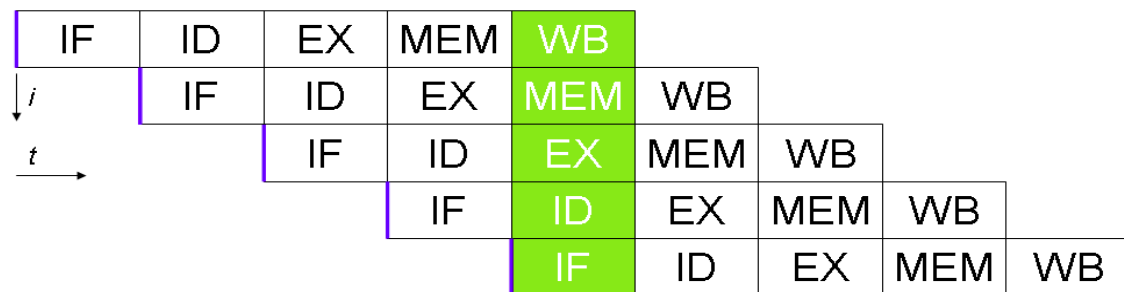 IF ID EX MEM WB
i IF ID EX MEM WB
t IF ID EX MEM WB
IF ID EX MEM WB
IF ID EX MEM WB